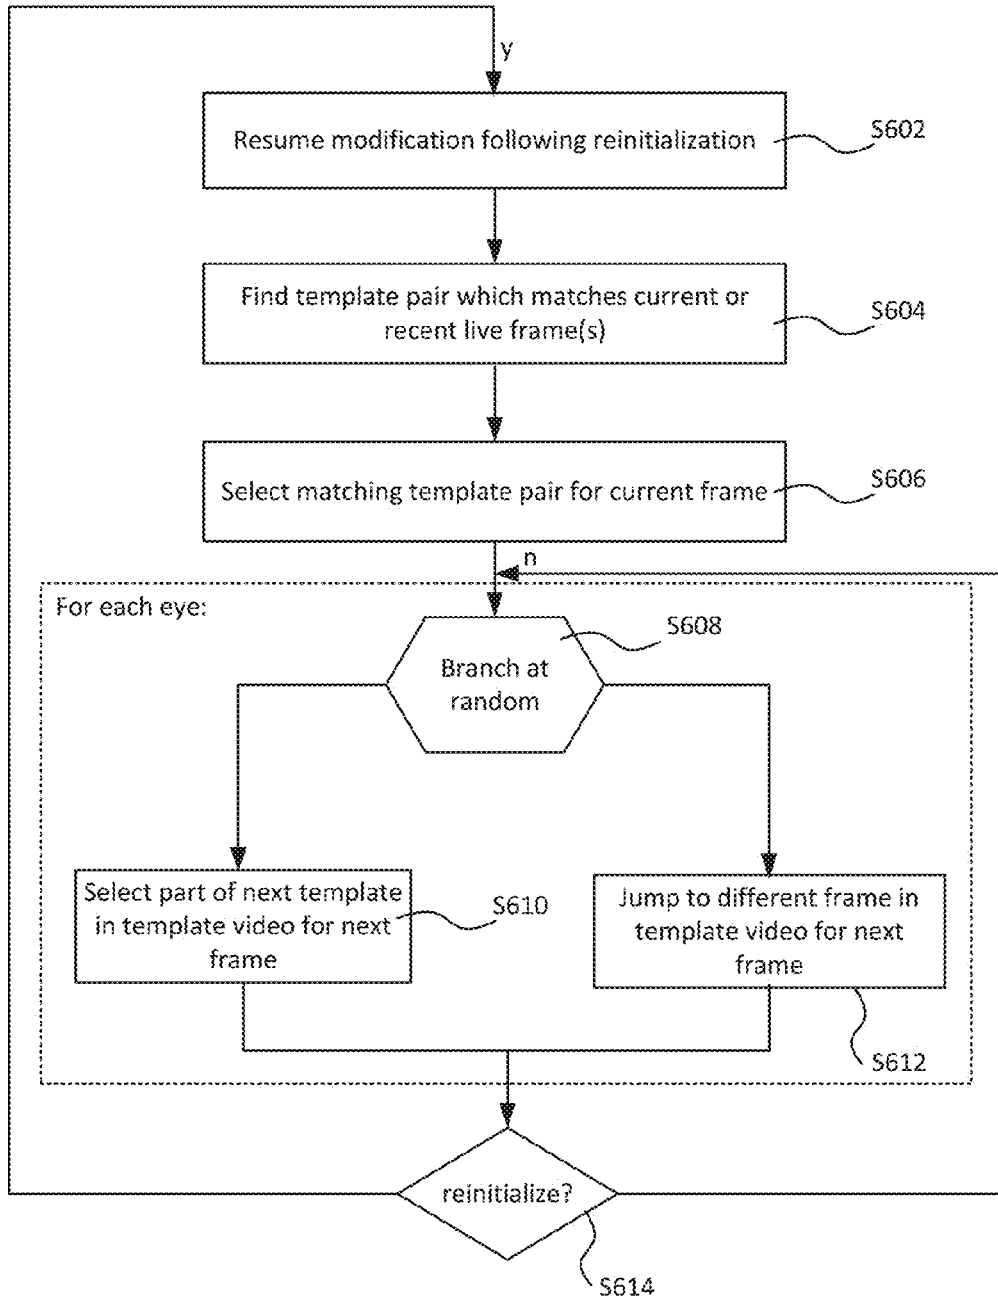 y
Resume modification following reinitialization
S602
Find template pair which matches current or
recent live frame(s)
S604
Select matching template pair for current frame
S606
n
For each eye:
S608
Branch at
random
Select part of next template
in template video for next
frame
S610
Jump to different frame in
template video for next
frame
S612
reinitialize?
S614